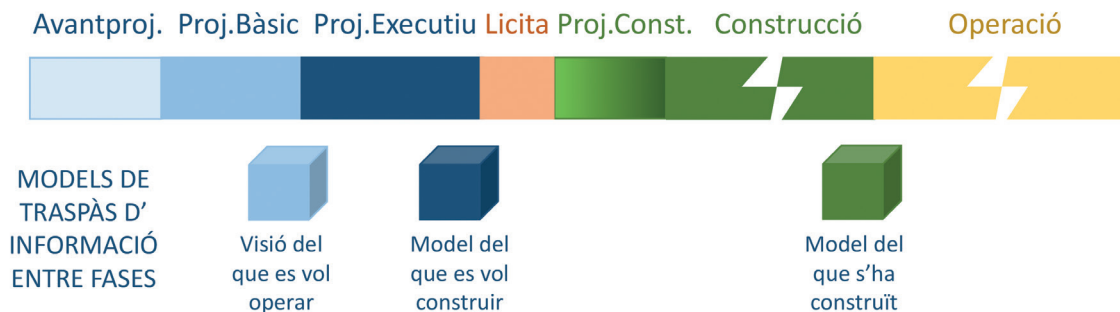 Avantproj. Proj.Bàsic Proj.Executiu Licita Proj.Const. Construcció Operació
MODELS DE
TRASPÀS D'
INFORMACIÓ
ENTRE FASES
Visió del
que es vol
operar
Model del
que es vol
construir
Model del
que s'ha
construït